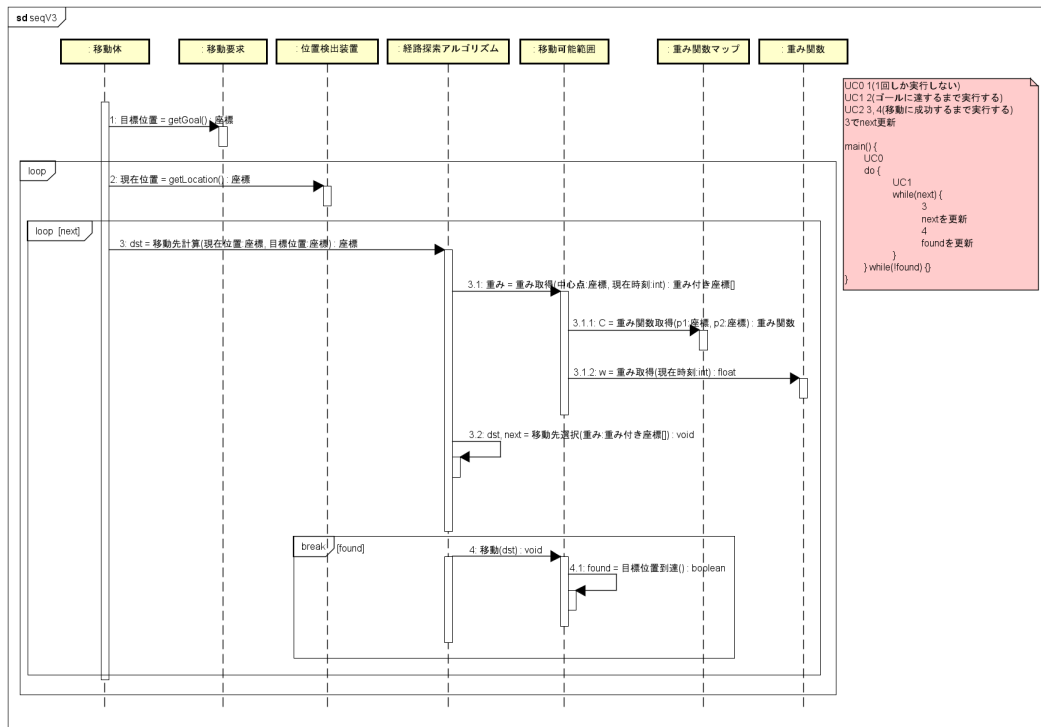 sd seqV3
: 移動体
: 移動要求
: 位置検出装置
: 経路探索アルゴリズム
: 移動可能範囲
: 重み関数マップ
: 重み関数
UC0 1(1回しか実行しない)
UC1 2(ゴールに達するまで実行する)
UC2 3, 4(移動に成功するまで実行する)
3でnext更新
main() {
UC0
do {
UC1
while(next) {
3
nextを更新
4
foundを更新
}
} while(!found) {}
}
1: 目標位置 = getGoal() : 座標
loop
2: 現在位置 = getLocation() : 座標
loop [next]
3: dst = 移動先計算(現在位置:座標, 目標位置:座標) : 座標
3.1: 重み = 重み取得(中心点:座標, 現在時刻:int) : 重み付き座標[]
3.1.1: C = 重み関数取得(p1:座標, p2:座標) : 重み関数
3.1.2: w = 重み取得(現在時刻:int) : float
3.2: dst, next = 移動先選択(重み:重み付き座標[]) : void
break [found]
4: 移動(dst) : void
4.1: found = 目標位置到達() : boolean